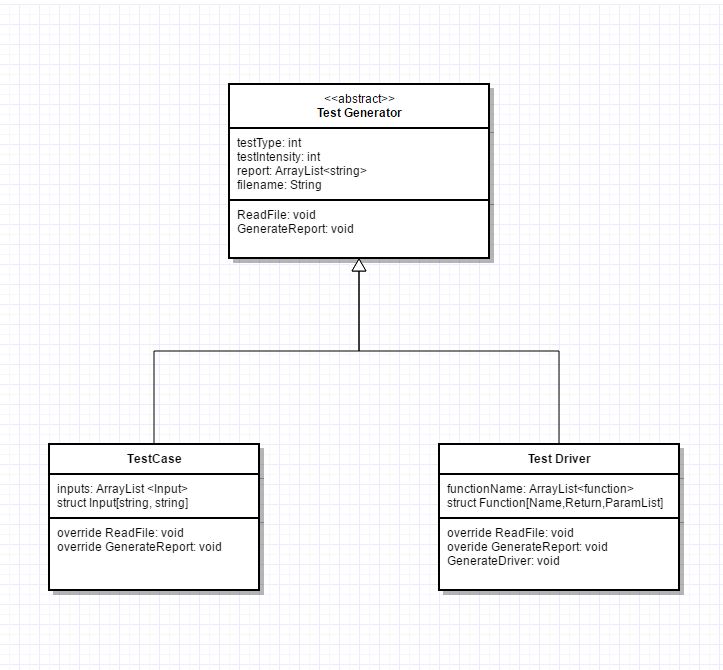 <<abstract>>
Test Generator
testType: int
testIntensity: int
report: ArrayList<string>
filename: String
ReadFile: void
GenerateReport: void
TestCase
inputs: ArrayList <Input>
struct Input[string, string]
override ReadFile: void
override GenerateReport: void
Test Driver
functionName: ArrayList<function>
struct Function[Name,Return,ParamList]
override ReadFile: void
overide GenerateReport: void
GenerateDriver: void